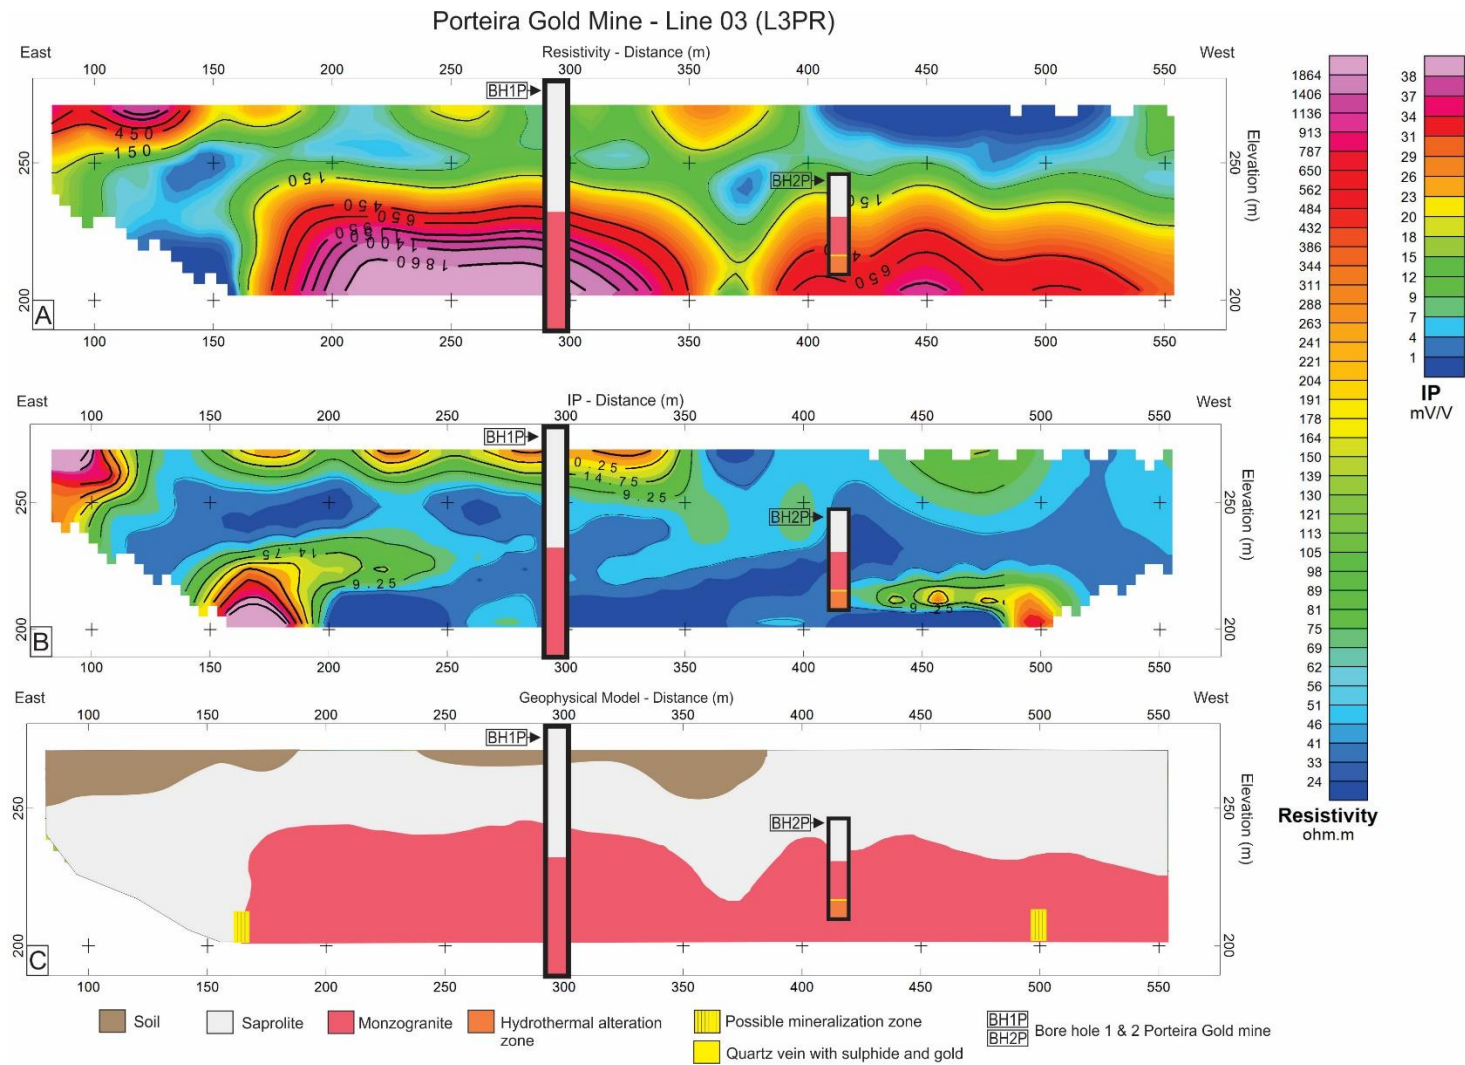 Porteira Gold Mine - Line 03 (L3PR)
East
Resistivity - Distance (m)
West
100 150 200 250 300 350 400 450 500 550
BH1P
BH2P
450
150
150
450
650
1400
1860
150
650
250
200
250
200
Elevation (m)
A
100 150 200 250 300 350 400 450 500 550
East
IP - Distance (m)
West
100 150 200 250 300 350 400 450 500 550
BH1P
BH2P
0.25
14.75
9.25
14.75
9.25
9.25
250
200
250
200
Elevation (m)
B
100 150 200 250 300 350 400 450 500 550
East
Geophysical Model - Distance (m)
West
100 150 200 250 300 350 400 450 500 550
BH1P
BH2P
250
200
250
200
Elevation (m)
C
100 150 200 250 300 350 400 450 500 550
1864
1406
1136
913
787
650
562
484
432
386
344
311
288
263
241
221
204
191
178
164
150
139
130
121
113
105
98
89
81
75
69
62
56
51
46
41
33
24
Resistivity
ohm.m
38
37
34
31
29
26
23
20
18
15
12
9
7
4
1
IP
mV/V
Soil
Saprolite
Monzogranite
Hydrothermal alteration
zone
Possible mineralization zone
Quartz vein with sulphide and gold
BH1P
BH2P
Bore hole 1 & 2 Porteira Gold mine